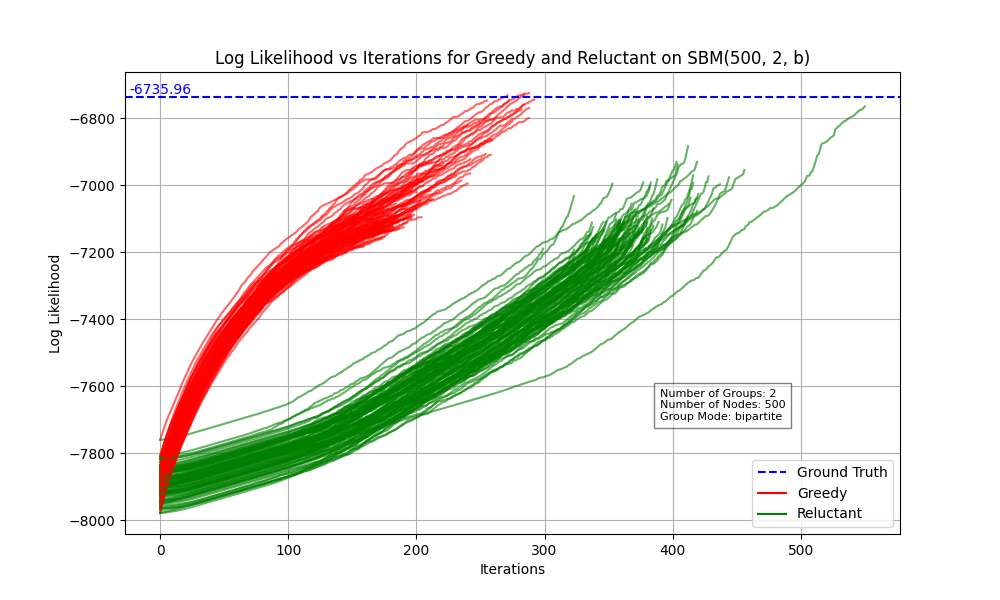 Log Likelihood vs Iterations for Greedy and Reluctant on SBM(500, 2, b)
-6735.96
−6800
−7000
−7200
−7400
−7600
−7800
−8000
Log Likelihood
Number of Groups: 2
Number of Nodes: 500
Group Mode: bipartite
Ground Truth
Greedy
Reluctant
0 100 200 300 400 500
Iterations